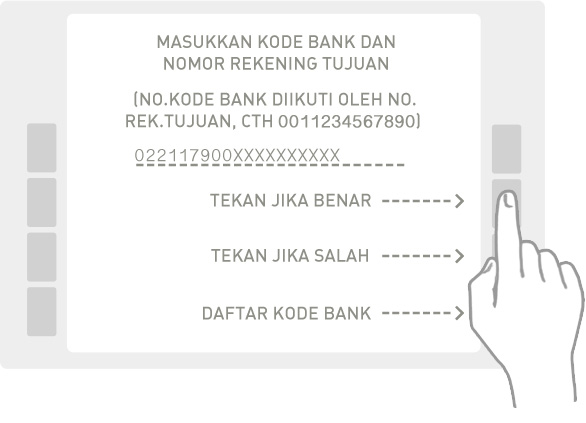 MASUKKAN KODE BANK DAN
NOMOR REKENING TUJUAN
(NO.KODE BANK DIIKUTI OLEH NO.
REK.TUJUAN, CTH 0011234567890)
022117900XXXXXXXXXX
TEKAN JIKA BENAR
TEKAN JIKA SALAH
DAFTAR KODE BANK